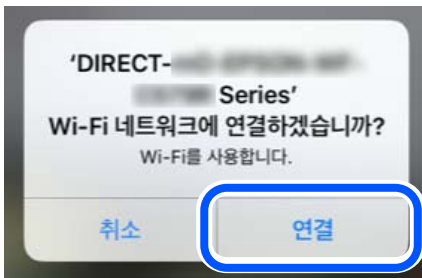 'DIRECT-
Series'
Wi-Fi 네트워크에 연결하겠습니까?
Wi-Fi를 사용합니다.
취소
연결